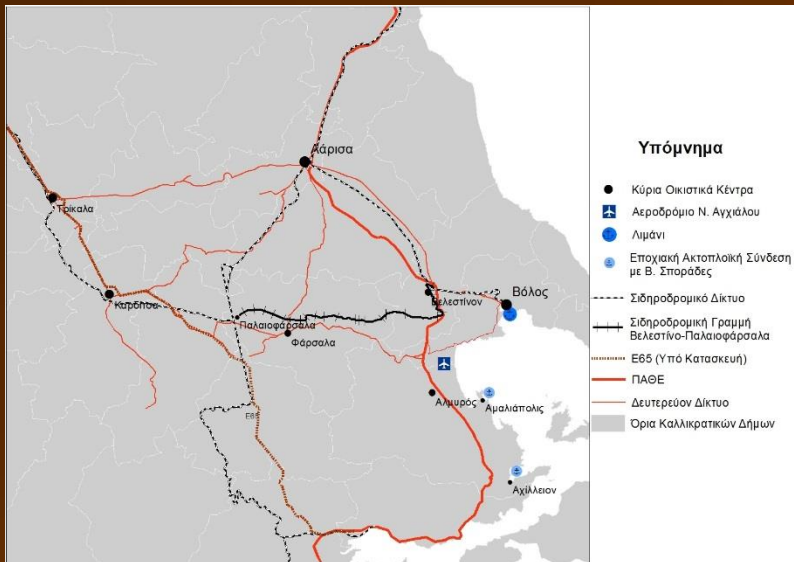 Λάρισα
Τρίκαλα
Καρδιτσα
Παλαιοφάρσαλα
Φάρσαλα
Βελεστίνον
Βόλος
Αλμυρός
Αμαλιάπολις
Αχίλλειον
E65
Υπόμνημα
Κύρια Οικιστικά Κέντρα
Αεροδρόμιο Ν. Αγχιάλου
Λιμάνι
Εποχιακή Ακτοπλοϊκή Σύνδεση
με Β. Σποράδες
Σιδηροδρομικό Δίκτυο
Σιδηροδρομική Γραμμή
Βελεστίνο-Παλαιοφάρσαλα
Ε65 (Υπό Κατασκευή)
ΠΑΘΕ
Δευτερεύον Δίκτυο
Όρια Καλλικρατικών Δήμων